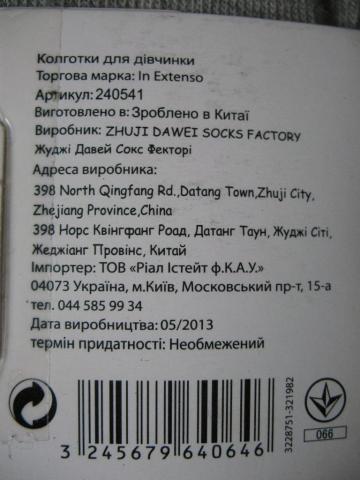 Колготки для дівчинки
Торгова марка: In Extenso
Артикул: 240541
Виготовлено в: Зроблено в Китаї
Виробник: ZHUJI DAWEI SOCKS FACTORY
Жуджі Давей Сокс Фекторі
Адреса виробника:
398 North Qingfang Rd.,Datang Town,Zhuji City,
Zhejiang Province,China
398 Норс Квінгфанг Роад, Датанг Таун, Жуджі Сіті,
Жеджіанг Провінс, Китай
Імпортер: ТОВ «Ріал Істейт ф.К.А.У.»
04073 Україна, м.Київ, Московський пр-т, 15-а
тел. 044 585 99 34
Дата виробництва: 05/2013
термін придатності: Необмежений
3 245679 640646
3228751-321982
066